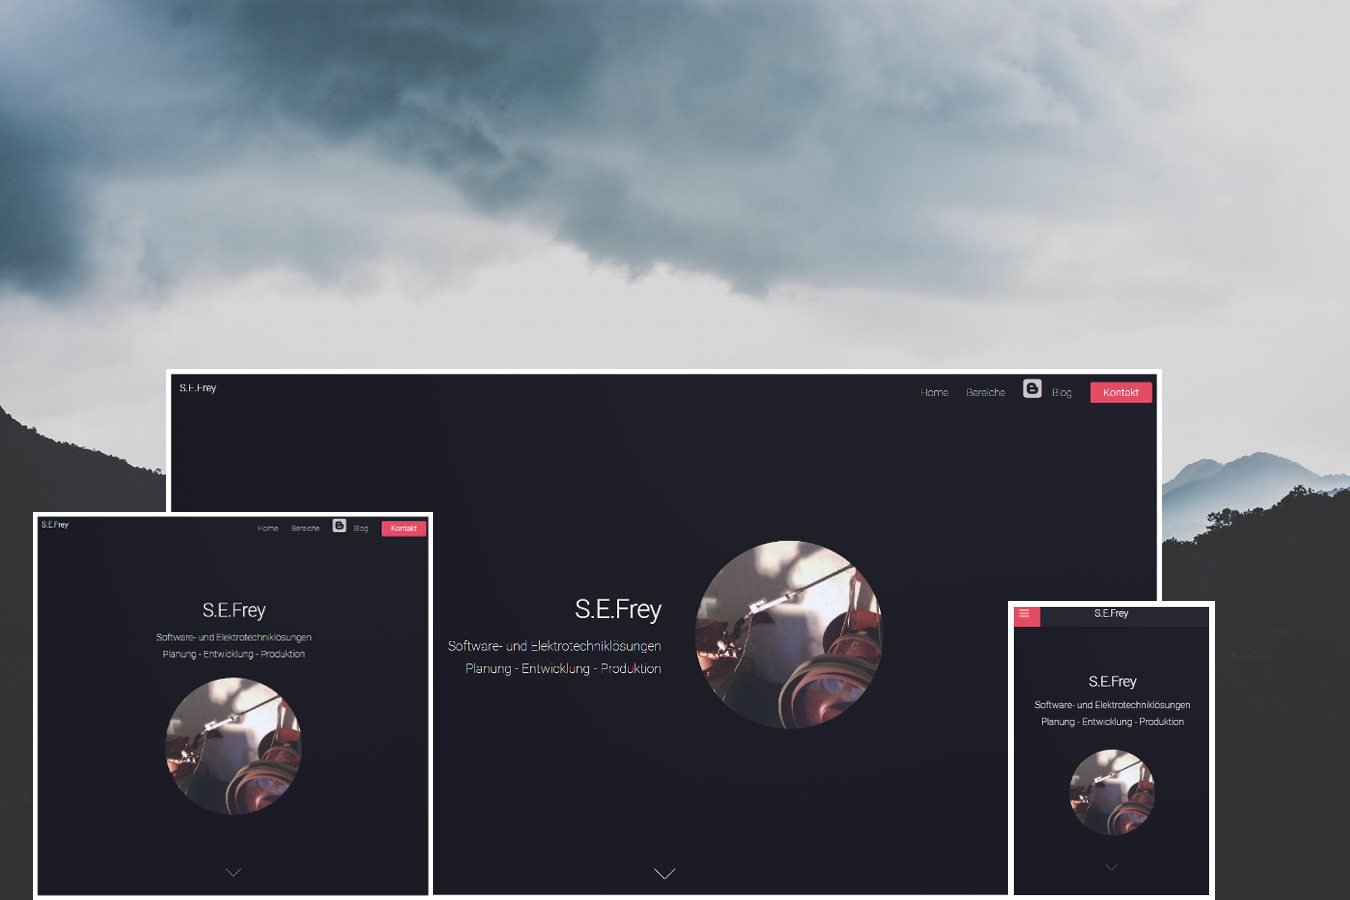 S.E.Frey
Home Bereiche Blog Kontakt
S.E.Frey
Software- und Elektrotechniklösungen
Planung - Entwicklung - Produktion
S.E.Frey
Home Bereiche Blog Kontakt
S.E.Frey
Software- und Elektrotechniklösungen
Planung - Entwicklung - Produktion
S.E.Frey
S.E.Frey
Software- und Elektrotechniklösungen
Planung - Entwicklung - Produktion